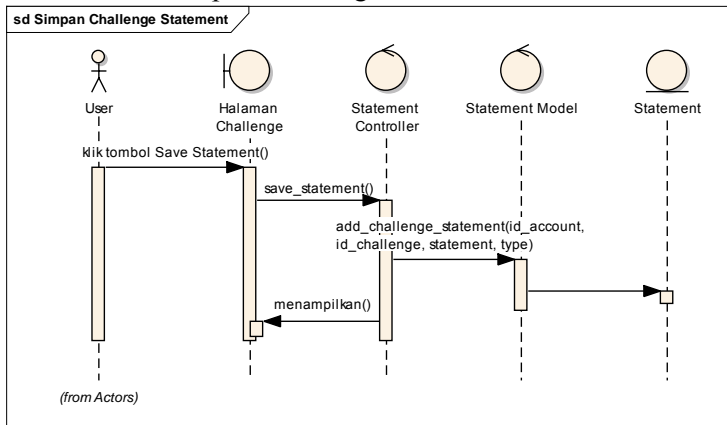 sd Simpan Challenge Statement
User
Halaman
Challenge
Statement
Controller
Statement Model
Statement
klik tombol Save Statement()
save_statement()
add_challenge_statement(id_account,
id_challenge, statement, type)
menampilkan()
(from Actors)